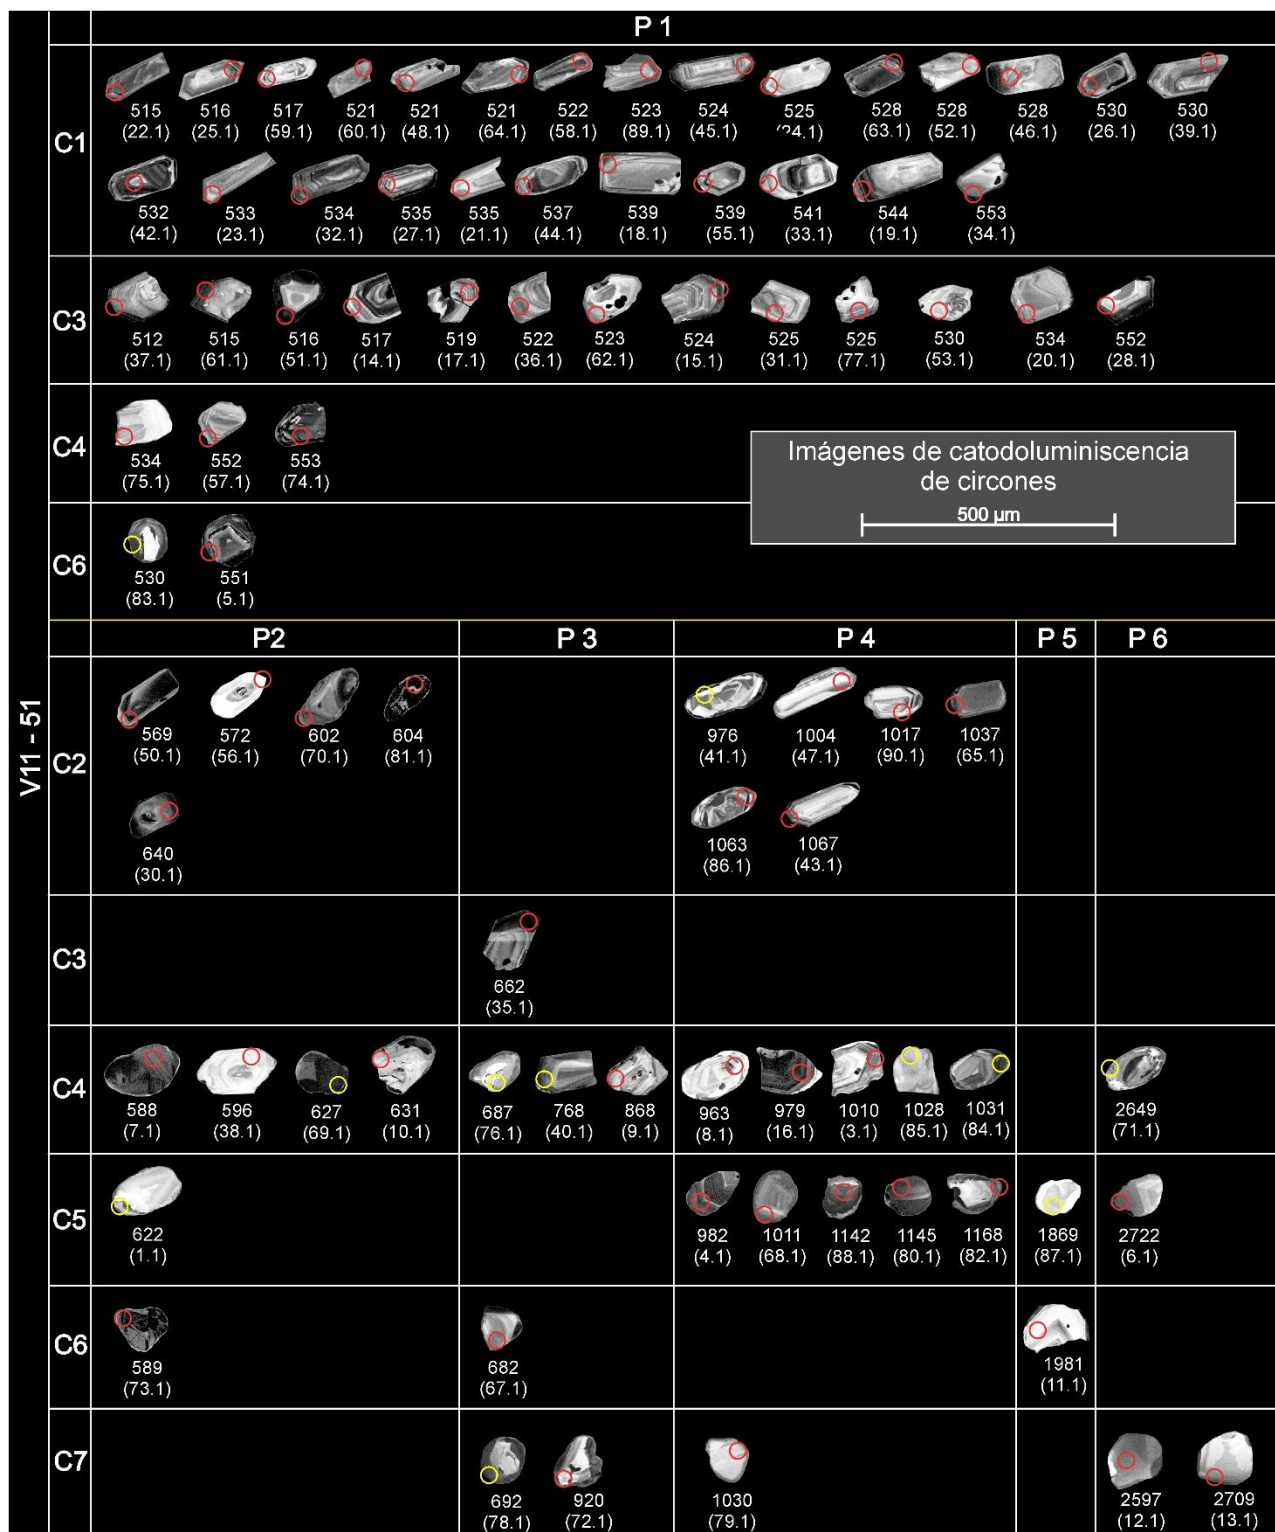 P 1
C1
515 516 517 521 521 521 522 523 524 525 528 528 528 530 530
(22.1) (25.1) (59.1) (60.1) (48.1) (64.1) (58.1) (89.1) (45.1) (63.1) (52.1) (46.1) (26.1) (39.1)
532 533 534 535 535 537 539 539 541 544 553
(42.1) (23.1) (32.1) (27.1) (21.1) (44.1) (18.1) (55.1) (33.1) (19.1) (34.1)
C3
512 515 516 517 519 522 523 524 525 525 530 534 552
(37.1) (61.1) (51.1) (14.1) (17.1) (36.1) (62.1) (15.1) (31.1) (77.1) (53.1) (20.1) (28.1)
C4
534 552 553
(75.1) (57.1) (74.1)
Imágenes de catodoluminiscencia
de circones
500 µm
C6
530 551
(83.1) (5.1)
V11 - 51
P2 P 3 P 4 P 5 P 6
C2
569 572 602 604 976 1004 1017 1037
(50.1) (56.1) (70.1) (81.1) (41.1) (47.1) (90.1) (65.1)
640 1063 1067
(30.1) (86.1) (43.1)
C3
662
(35.1)
C4
588 596 627 631 687 768 868 963 979 1010 1028 1031 2649
(7.1) (38.1) (69.1) (10.1) (76.1) (40.1) (9.1) (8.1) (16.1) (3.1) (85.1) (84.1) (71.1)
C5
622 982 1011 1142 1145 1168 1869 2722
(1.1) (4.1) (68.1) (88.1) (80.1) (82.1) (87.1) (6.1)
C6
589 682 1981
(73.1) (67.1) (11.1)
C7
692 920 1030 2597 2709
(78.1) (72.1) (79.1) (12.1) (13.1)